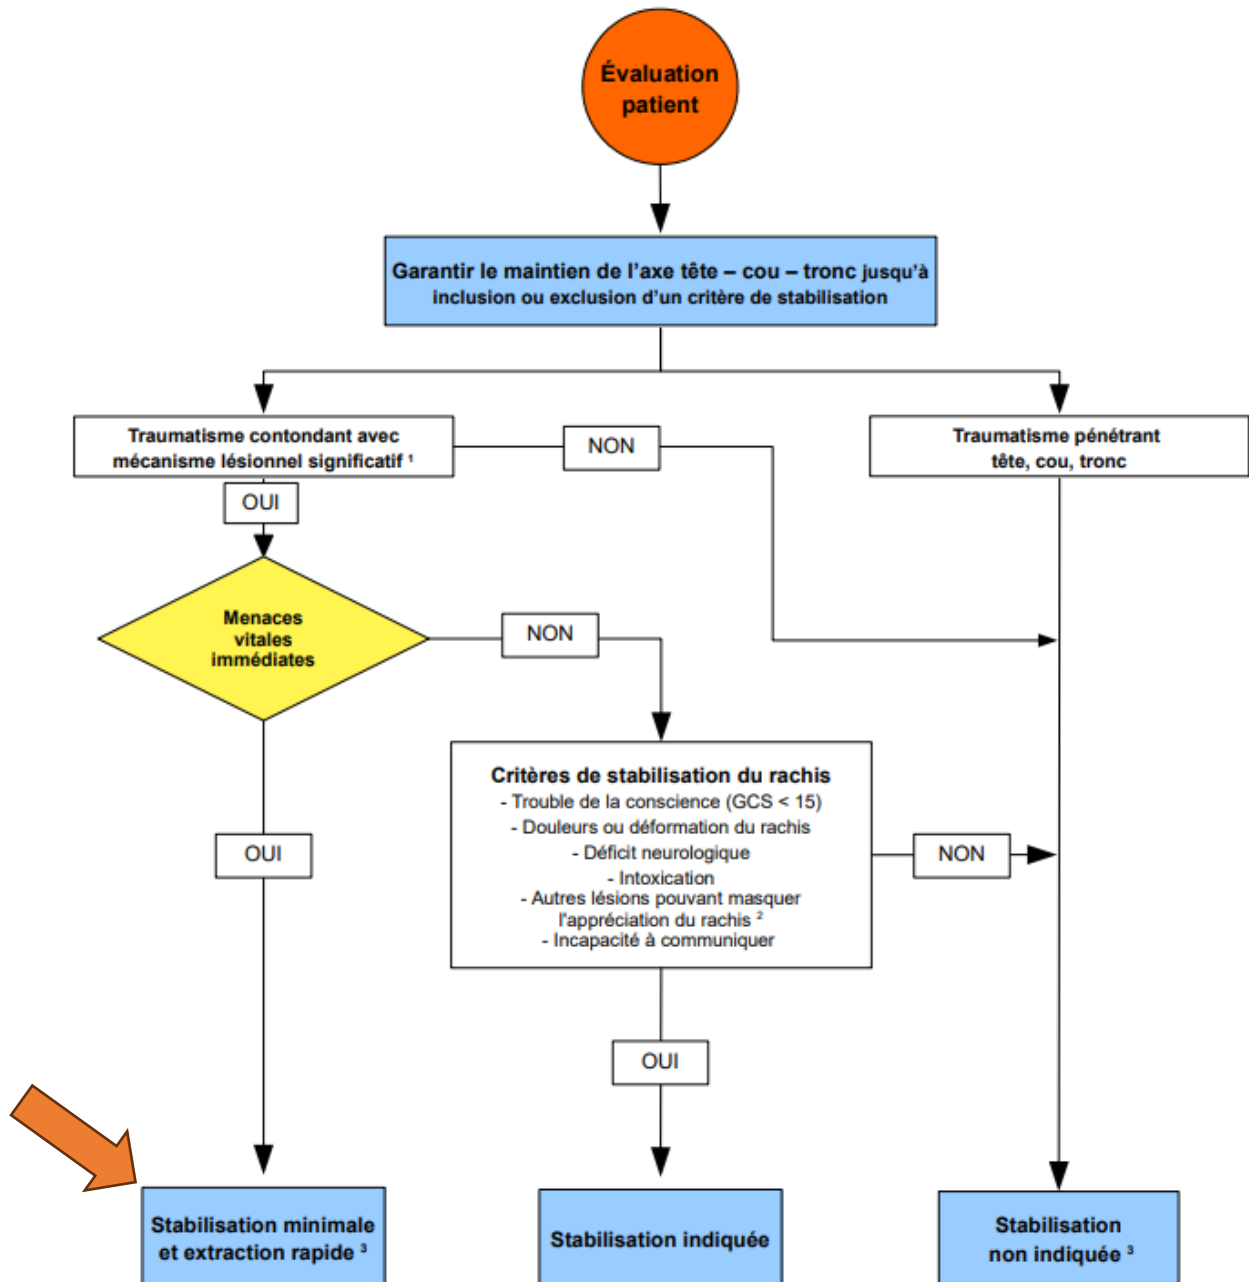 Évaluation
patient
Garantir le maintien de l'axe tête – cou – tronc jusqu'à
inclusion ou exclusion d'un critère de stabilisation
Traumatisme contondant avec
mécanisme lésionnel significatif ¹
NON
Traumatisme pénétrant
tête, cou, tronc
OUI
Menaces
vitales
immédiates
NON
Critères de stabilisation du rachis
- Trouble de la conscience (GCS < 15)
- Douleurs ou déformation du rachis
- Déficit neurologique
- Intoxication
- Autres lésions pouvant masquer
l'appréciation du rachis ²
- Incapacité à communiquer
OUI
NON
OUI
Stabilisation minimale
et extraction rapide ³
Stabilisation indiquée
Stabilisation
non indiquée ³